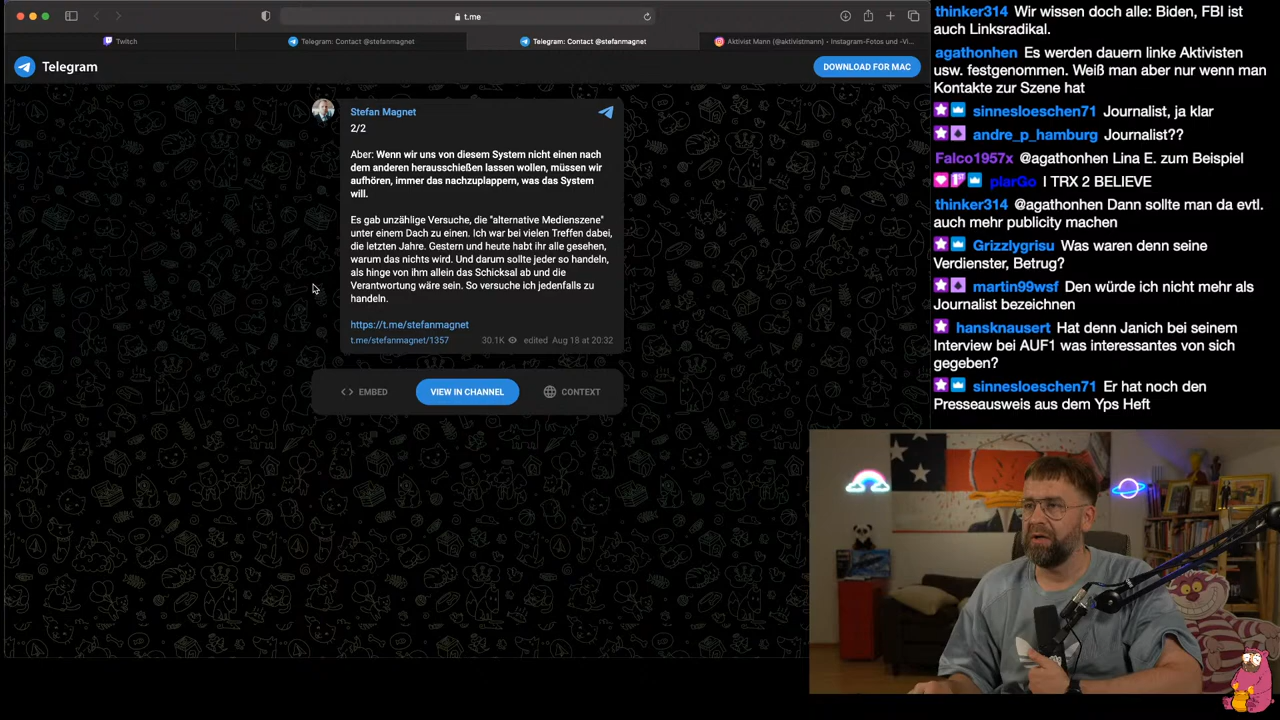 t.me
Twitch
Telegram: Contact @stefanmagnet
Telegram: Contact @stefanmagnet
Aktivist Mann (@aktivistmann) • Instagram-Fotos und -Vi...
Telegram
DOWNLOAD FOR MAC
Stefan Magnet
2/2
Aber: Wenn wir uns von diesem System nicht einen nach
dem anderen herausschießen lassen wollen, müssen wir
aufhören, immer das nachzuplappern, was das System
will.
Es gab unzählige Versuche, die "alternative Medienszene"
unter einem Dach zu einen. Ich war bei vielen Treffen dabei,
die letzten Jahre. Gestern und heute habt ihr alle gesehen,
warum das nichts wird. Und darum sollte jeder so handeln,
als hinge von ihm allein das Schicksal ab und die
Verantwortung wäre sein. So versuche ich jedenfalls zu
handeln.
https://t.me/stefanmagnet
t.me/stefanmagnet/1357
30.1K edited Aug 18 at 20:32
EMBED
VIEW IN CHANNEL
CONTEXT
thinker314 Wir wissen doch alle: Biden, FBI ist
auch Linksradikal.
agathonhen Es werden dauern linke Aktivisten
usw. festgenommen. Weiß man aber nur wenn man
Kontakte zur Szene hat
sinnesloeschen71 Journalist, ja klar
andre_p_hamburg Journalist??
Falco1957x @agathonhen Lina E. zum Beispiel
plarGo I TRX 2 BELIEVE
thinker314 @agathonhen Dann sollte man da evtl.
auch mehr publicity machen
Grizzlygrisu Was waren denn seine
Verdienster, Betrug?
martin99wsf Den würde ich nicht mehr als
Journalist bezeichnen
hansknausert Hat denn Janich bei seinem
Interview bei AUF1 was interessantes von sich
gegeben?
sinnesloeschen71 Er hat noch den
Presseausweis aus dem Yps Heft